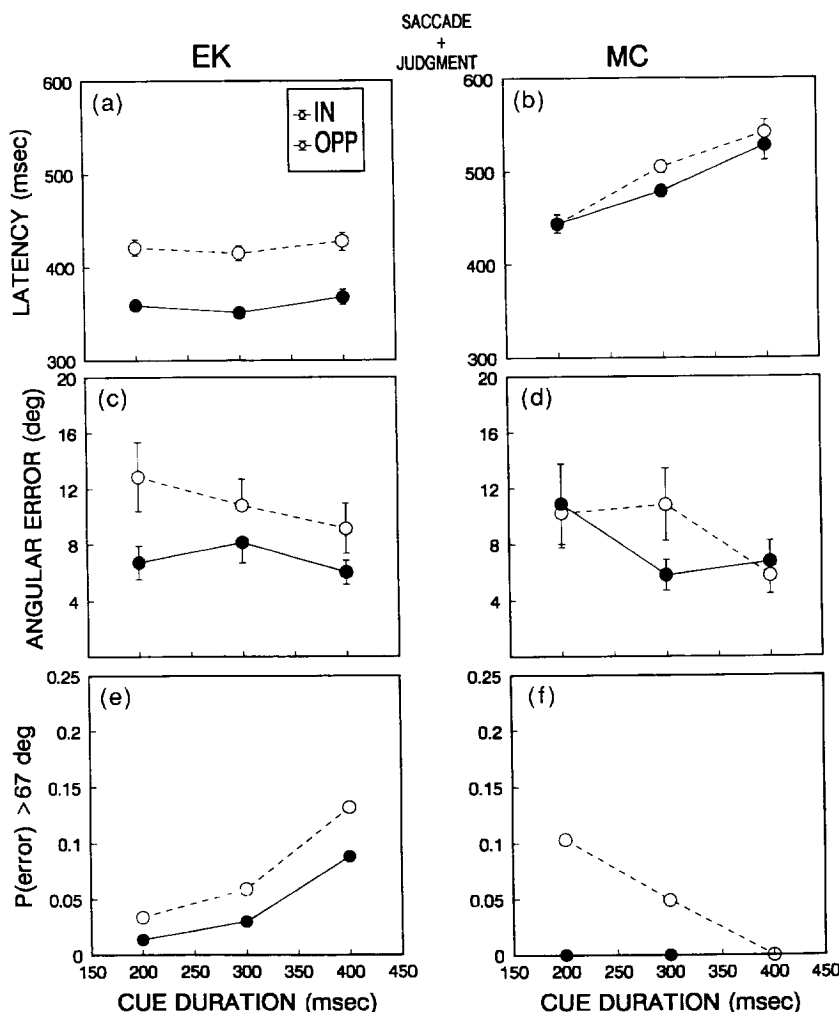 SACCADE
+
JUDGMENT
EK
MC
(a)
IN
OPP
LATENCY (msec)
600
500
400
300
(b)
600
500
400
300
(c)
ANGULAR ERROR (deg)
20
16
12
8
4
(d)
20
16
12
8
4
(e)
P(error) >67 deg
0.25
0.2
0.15
0.1
0.05
0
150 200 250 300 350 400 450
CUE DURATION (msec)
(f)
0.25
0.2
0.15
0.1
0.05
0
150 200 250 300 350 400 450
CUE DURATION (msec)